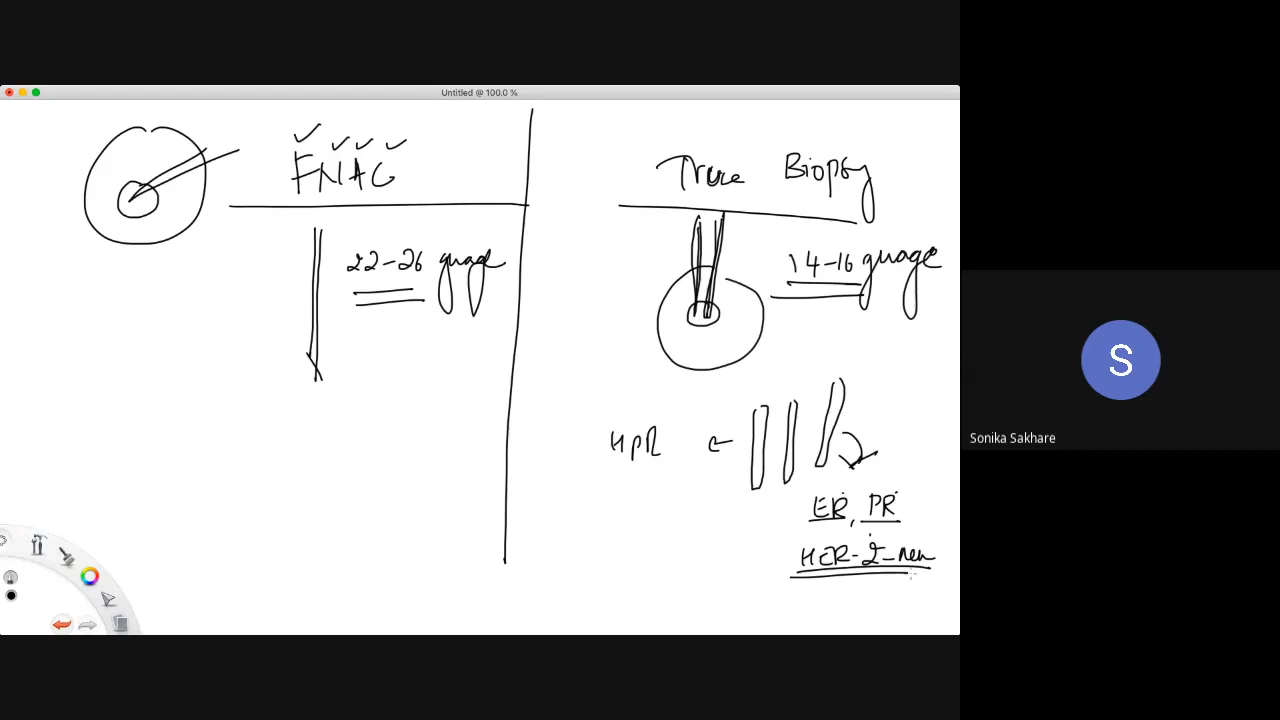 Untitled @ 100.0 %
FNAC
22-26 guage
True Biopsy
14-16 guage
HPR
ER, PR
HER-2-neu
S
Sonika Sakhare